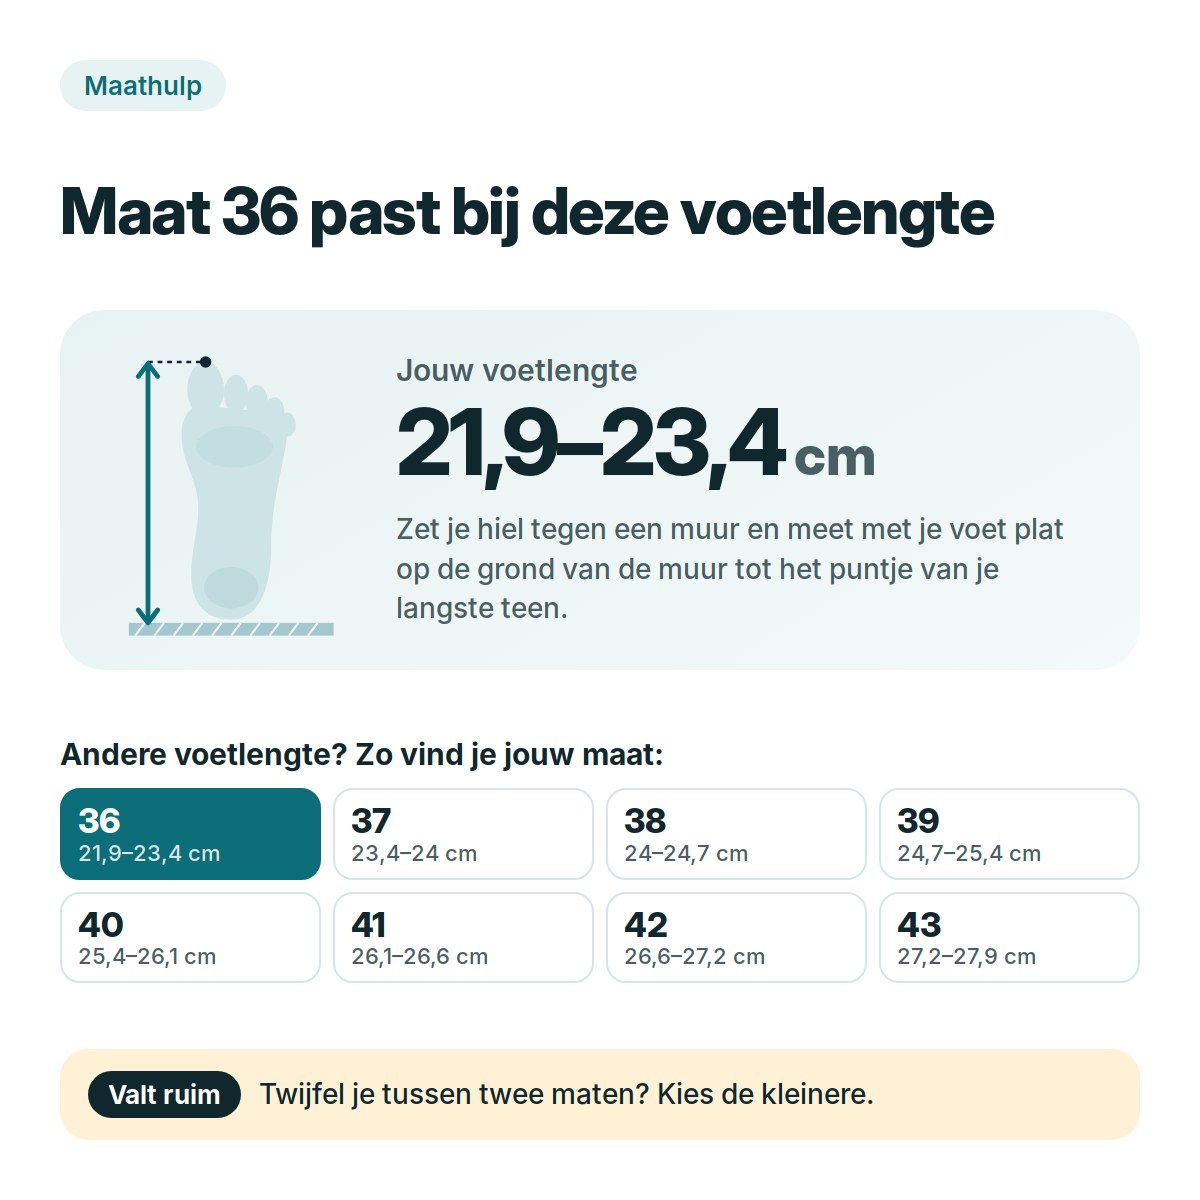 Maathulp
Maat 36 past bij deze voetlengte
Jouw voetlengte
21,9–23,4 cm
Zet je hiel tegen een muur en meet met je voet plat
op de grond van de muur tot het puntje van je
langste teen.
Andere voetlengte? Zo vind je jouw maat:
36
21,9–23,4 cm
37
23,4–24 cm
38
24–24,7 cm
39
24,7–25,4 cm
40
25,4–26,1 cm
41
26,1–26,6 cm
42
26,6–27,2 cm
43
27,2–27,9 cm
Valt ruim Twijfel je tussen twee maten? Kies de kleinere.